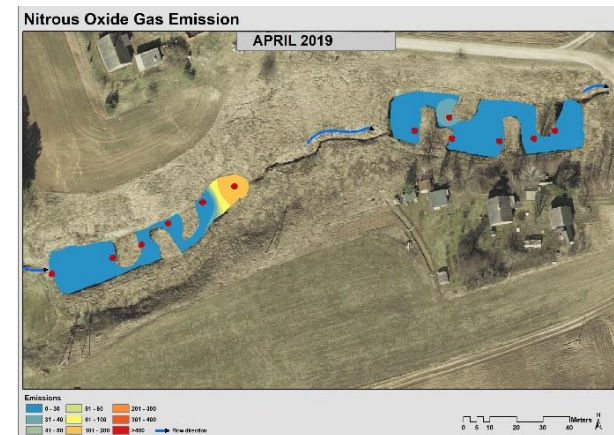 Nitrous Oxide Gas Emission
APRIL 2019
Emissions
0 - 30
31 - 40
41 - 50
51 - 60
61 - 100
101 - 200
201 - 300
301 - 400
>400
Flow direction
Meters
0 5 10 20 30 40
N